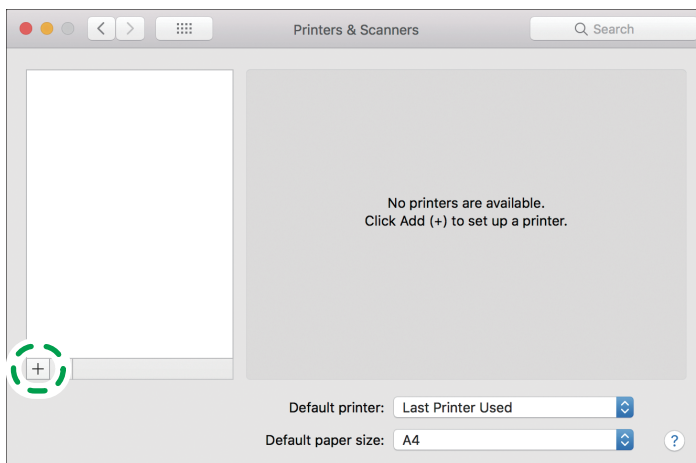 Printers & Scanners
Search
No printers are available.
Click Add (+) to set up a printer.
+
Default printer: Last Printer Used
Default paper size: A4
?